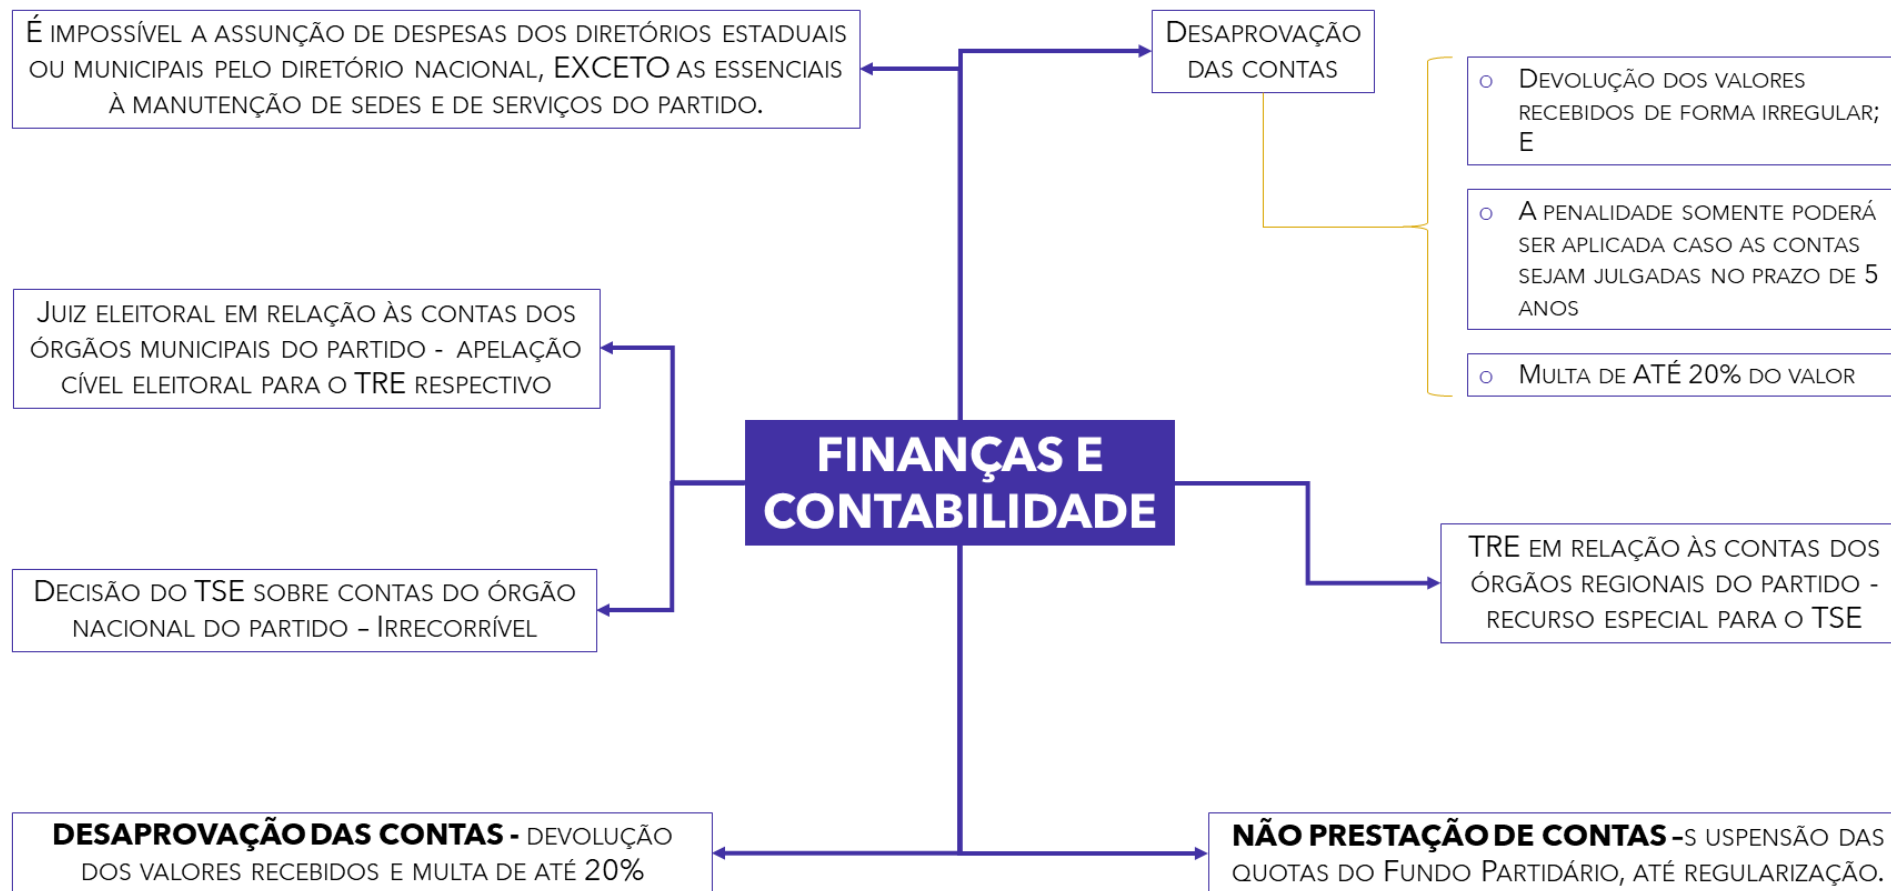 É IMPOSSÍVEL A ASSUNÇÃO DE DESPESAS DOS DIRETÓRIOS ESTADUAIS
OU MUNICIPAIS PELO DIRETÓRIO NACIONAL, EXCETO AS ESSENCIAIS
À MANUTENÇÃO DE SEDES E DE SERVIÇOS DO PARTIDO.
DESAPROVAÇÃO
DAS CONTAS
o DEVOLUÇÃO DOS VALORES
RECEBIDOS DE FORMA IRREGULAR;
E
o A PENALIDADE SOMENTE PODERÁ
SER APLICADA CASO AS CONTAS
SEJAM JULGADAS NO PRAZO DE 5
ANOS
o MULTA DE ATÉ 20% DO VALOR
JUIZ ELEITORAL EM RELAÇÃO ÀS CONTAS DOS
ÓRGÃOS MUNICIPAIS DO PARTIDO - APELAÇÃO
CÍVEL ELEITORAL PARA O TRE RESPECTIVO
FINANÇAS E
CONTABILIDADE
DECISÃO DO TSE SOBRE CONTAS DO ÓRGÃO
NACIONAL DO PARTIDO – IRRECORRÍVEL
TRE EM RELAÇÃO ÀS CONTAS DOS
ÓRGÃOS REGIONAIS DO PARTIDO -
RECURSO ESPECIAL PARA O TSE
DESAPROVAÇÃO DAS CONTAS - DEVOLUÇÃO
DOS VALORES RECEBIDOS E MULTA DE ATÉ 20%
NÃO PRESTAÇÃO DE CONTAS –S USPENSÃO DAS
QUOTAS DO FUNDO PARTIDÁRIO, ATÉ REGULARIZAÇÃO.